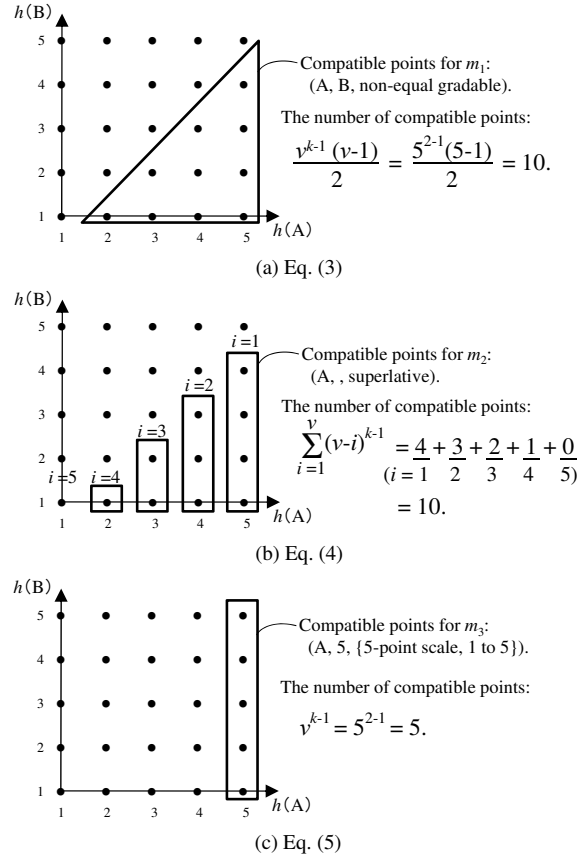 h(B)
5
4
3
2
1
1 2 3 4 5
h(A)
Compatible points for m₁:
(A, B, non-equal gradable).
The number of compatible points:
v^{k-1} (v-1) / 2 = 5^{2-1}(5-1) / 2 = 10.
(a) Eq. (3)
h(B)
5
4
3
2
1
i=1
i=2
i=3
i=5 i=4
1 2 3 4 5
h(A)
Compatible points for m₂:
(A, , superlative).
The number of compatible points:
v
∑ (v-i)^{k-1} = 4 + 3 + 2 + 1 + 0
i=1
(i = 1 2 3 4 5)
= 10.
(b) Eq. (4)
h(B)
5
4
3
2
1
1 2 3 4 5
h(A)
Compatible points for m₃:
(A, 5, {5-point scale, 1 to 5}).
The number of compatible points:
v^{k-1} = 5^{2-1} = 5.
(c) Eq. (5)